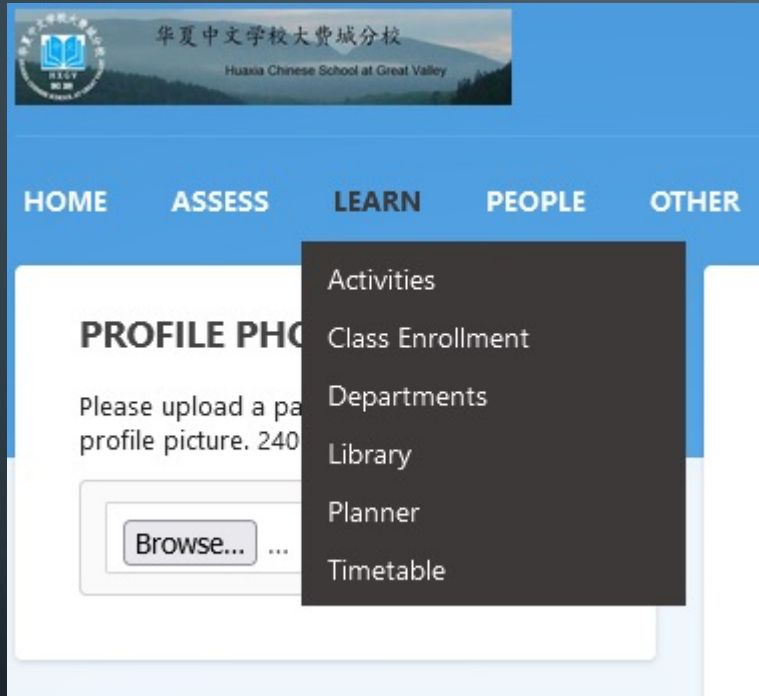 华夏中文学校大费城分校
HXGV
Huaxia Chinese School at Great Valley
HOME ASSESS LEARN PEOPLE OTHER
Activities
Class Enrollment
Departments
Library
Planner
Timetable
PROFILE PHO
Please upload a pa
profile picture. 240
Browse... ...